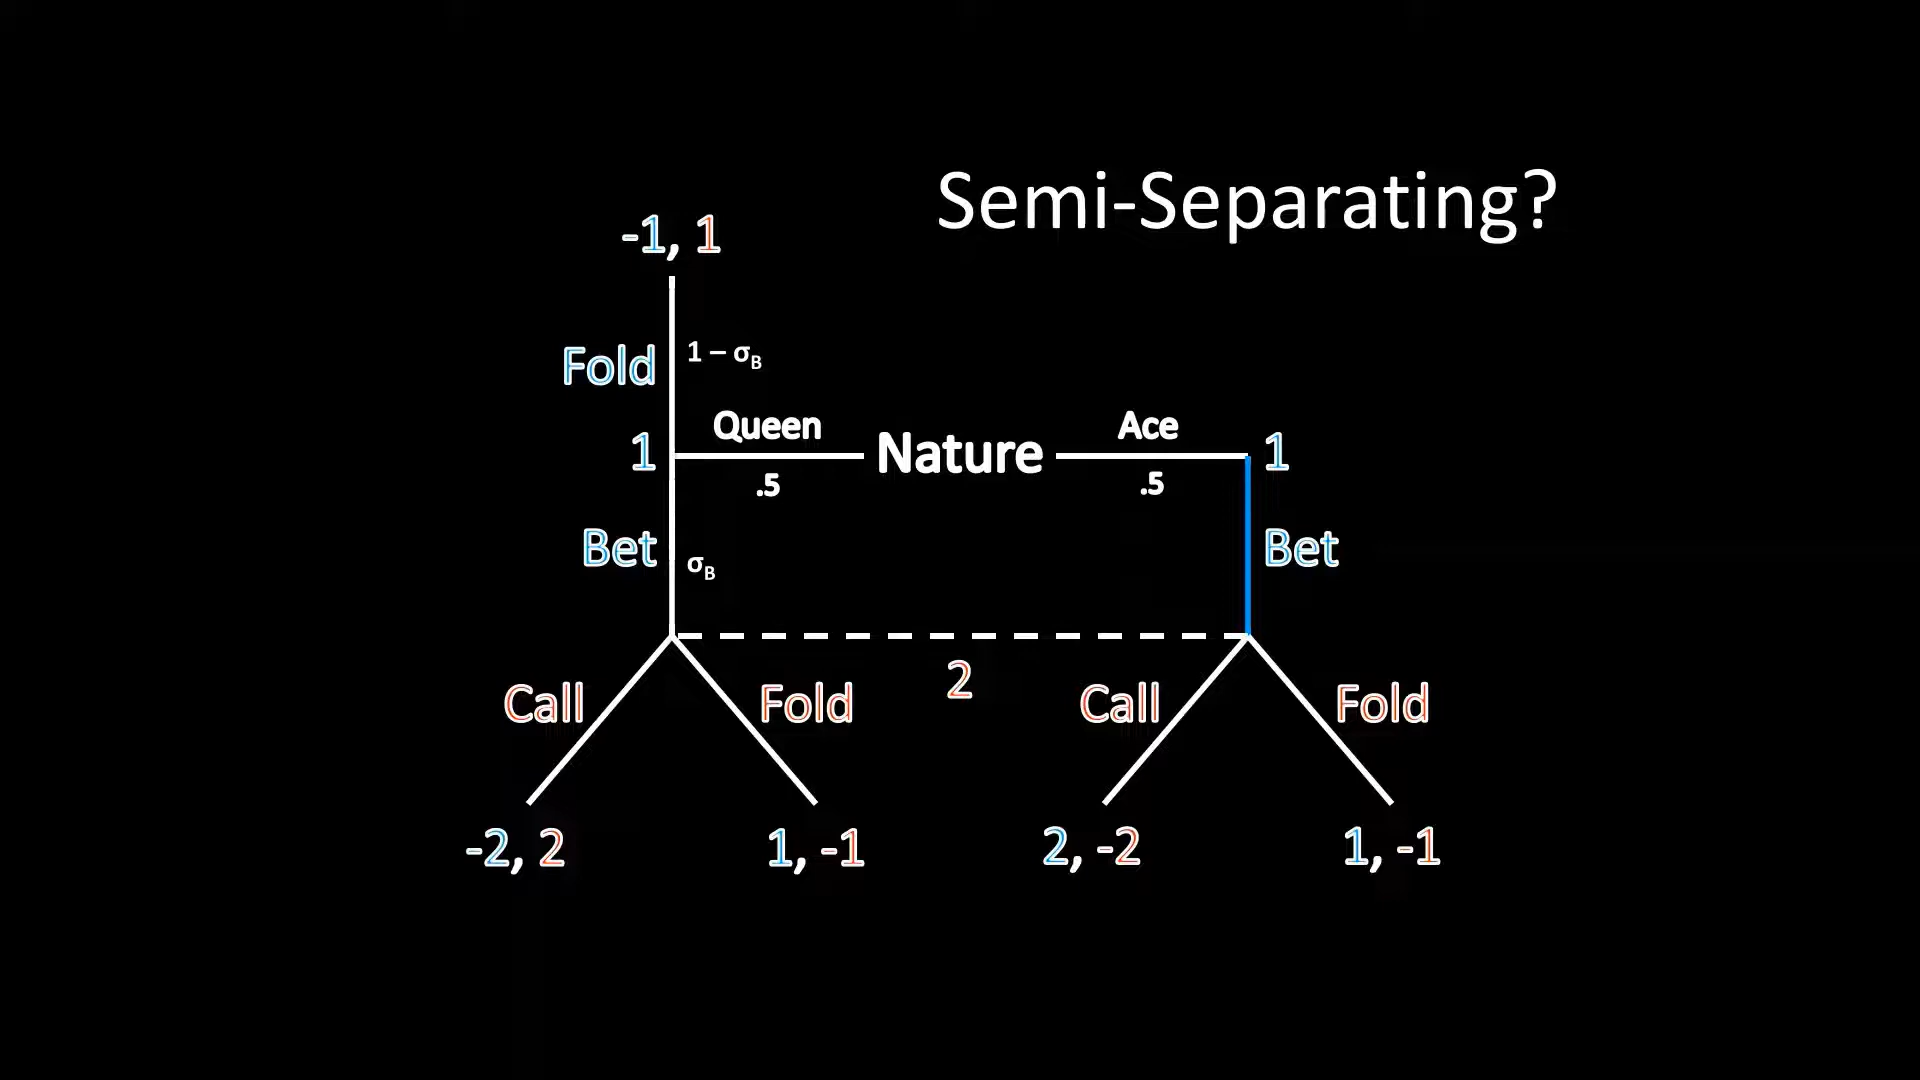 Semi-Separating?
-1, 1
Fold
1 – σB
Queen
Nature
Ace
1
1
.5
.5
Bet
σB
Bet
2
Call
Fold
Call
Fold
-2, 2
1, -1
2, -2
1, -1